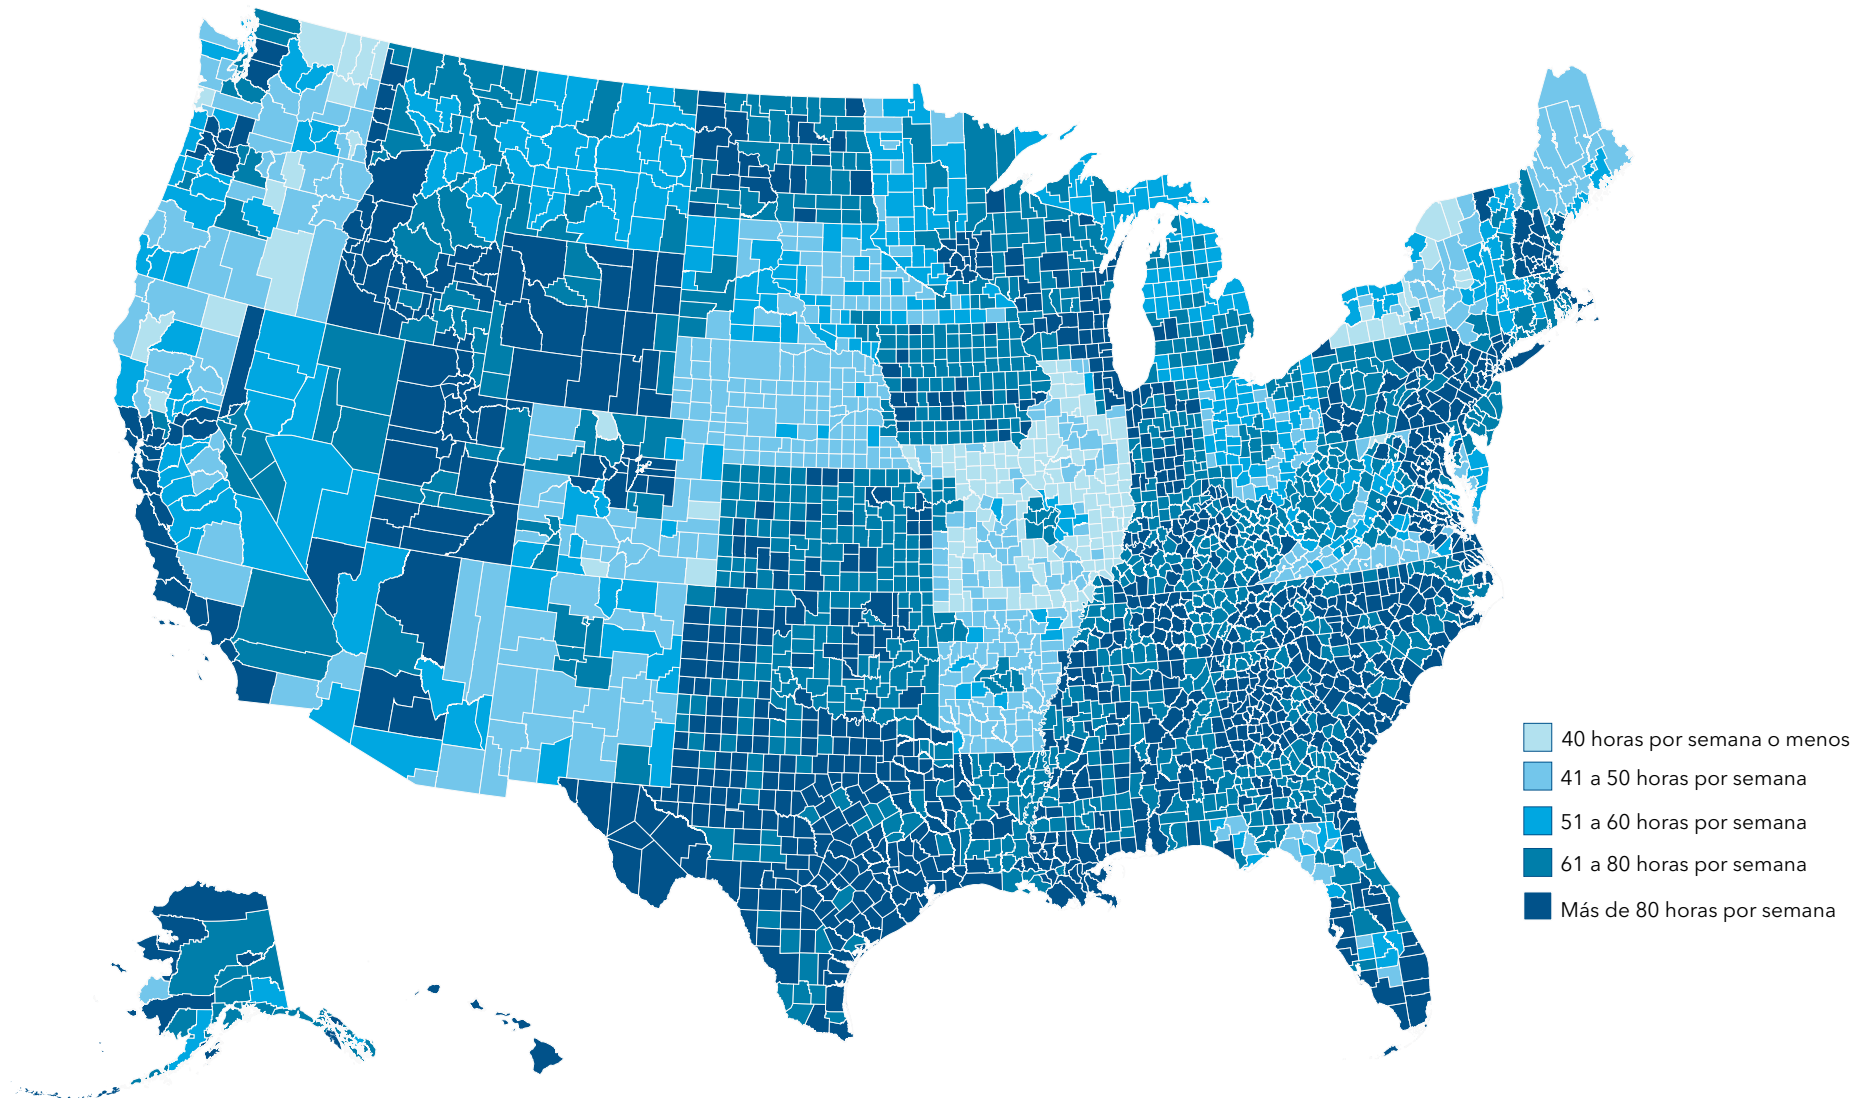 40 horas por semana o menos
41 a 50 horas por semana
51 a 60 horas por semana
61 a 80 horas por semana
Más de 80 horas por semana